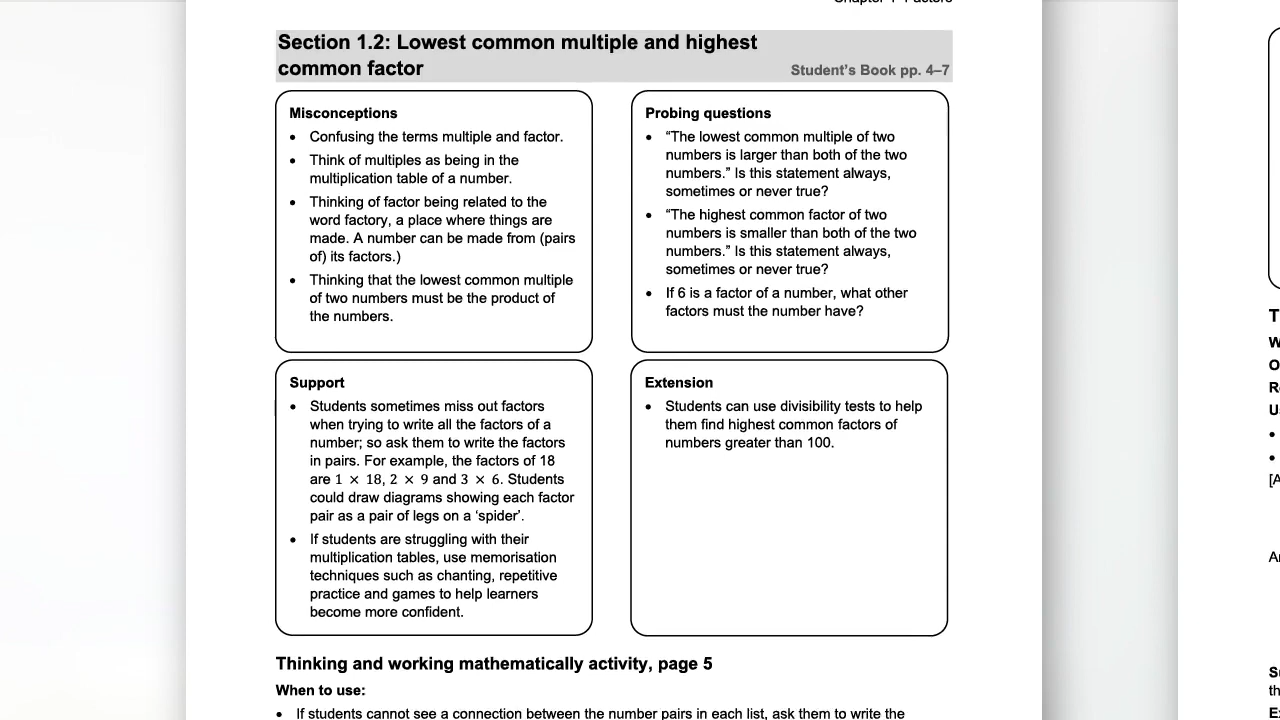 Section 1.2: Lowest common multiple and highest
common factor
Student's Book pp. 4–7
Misconceptions
• Confusing the terms multiple and factor.
• Think of multiples as being in the
multiplication table of a number.
• Thinking of factor being related to the
word factory, a place where things are
made. A number can be made from (pairs
of) its factors.)
• Thinking that the lowest common multiple
of two numbers must be the product of
the numbers.
Probing questions
• “The lowest common multiple of two
numbers is larger than both of the two
numbers.” Is this statement always,
sometimes or never true?
• “The highest common factor of two
numbers is smaller than both of the two
numbers.” Is this statement always,
sometimes or never true?
• If 6 is a factor of a number, what other
factors must the number have?
Support
• Students sometimes miss out factors
when trying to write all the factors of a
number; so ask them to write the factors
in pairs. For example, the factors of 18
are 1 × 18, 2 × 9 and 3 × 6. Students
could draw diagrams showing each factor
pair as a pair of legs on a ‘spider’.
• If students are struggling with their
multiplication tables, use memorisation
techniques such as chanting, repetitive
practice and games to help learners
become more confident.
Extension
• Students can use divisibility tests to help
them find highest common factors of
numbers greater than 100.
Thinking and working mathematically activity, page 5
When to use:
• If students cannot see a connection between the number pairs in each list, ask them to write the